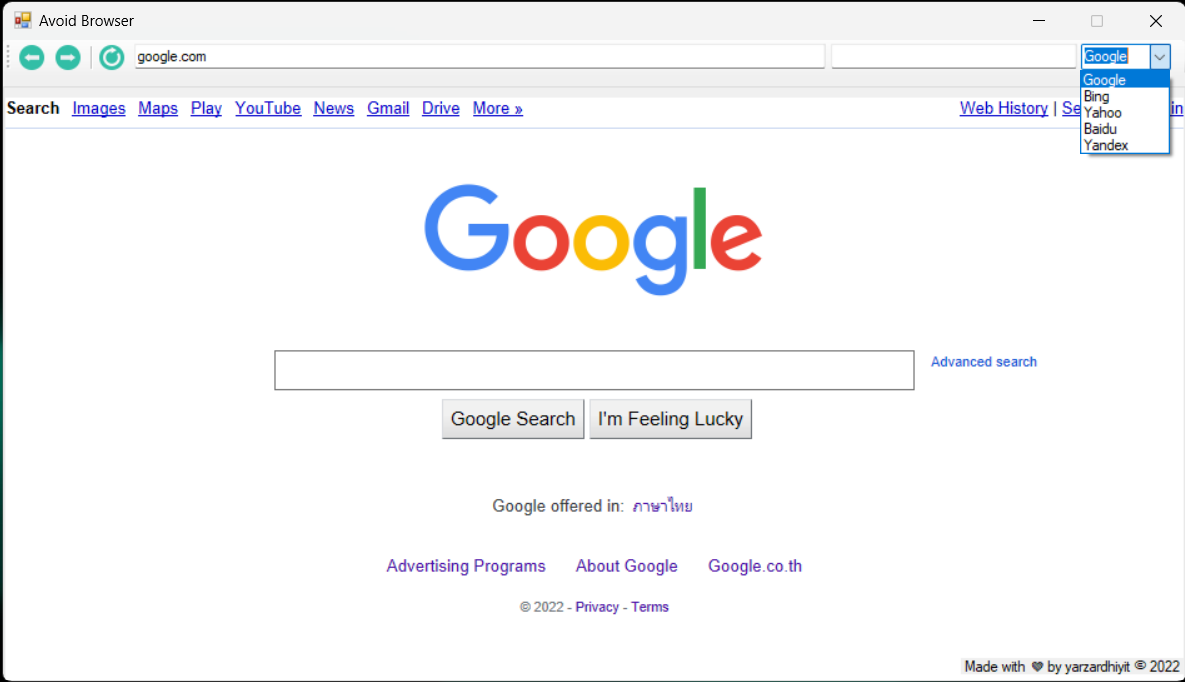 Avoid Browser
google.com
Google
Google
Bing
Yahoo
Baidu
Yandex
Search Images Maps Play YouTube News Gmail Drive More » Web History | Se in
Google
Advanced search
Google Search I'm Feeling Lucky
Google offered in: ภาษาไทย
Advertising Programs About Google Google.co.th
© 2022 - Privacy - Terms
Made with ♥ by yarzardhiyit © 2022